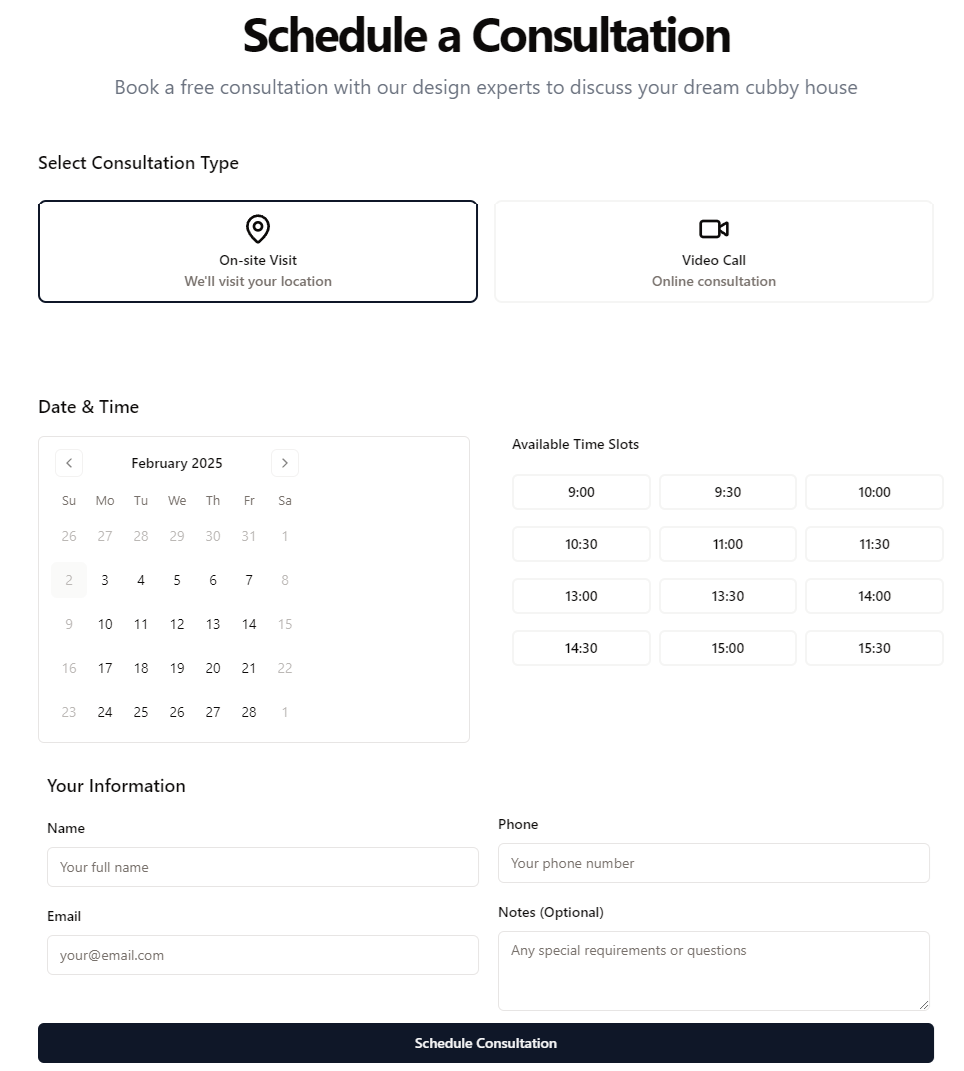 Schedule a Consultation
Book a free consultation with our design experts to discuss your dream cubby house
Select Consultation Type
On-site Visit
We'll visit your location
Video Call
Online consultation
Date & Time
February 2025
Su Mo Tu We Th Fr Sa
26 27 28 29 30 31 1
2 3 4 5 6 7 8
9 10 11 12 13 14 15
16 17 18 19 20 21 22
23 24 25 26 27 28 1
Available Time Slots
9:00 9:30 10:00
10:30 11:00 11:30
13:00 13:30 14:00
14:30 15:00 15:30
Your Information
Name
Your full name
Phone
Your phone number
Email
your@email.com
Notes (Optional)
Any special requirements or questions
Schedule Consultation